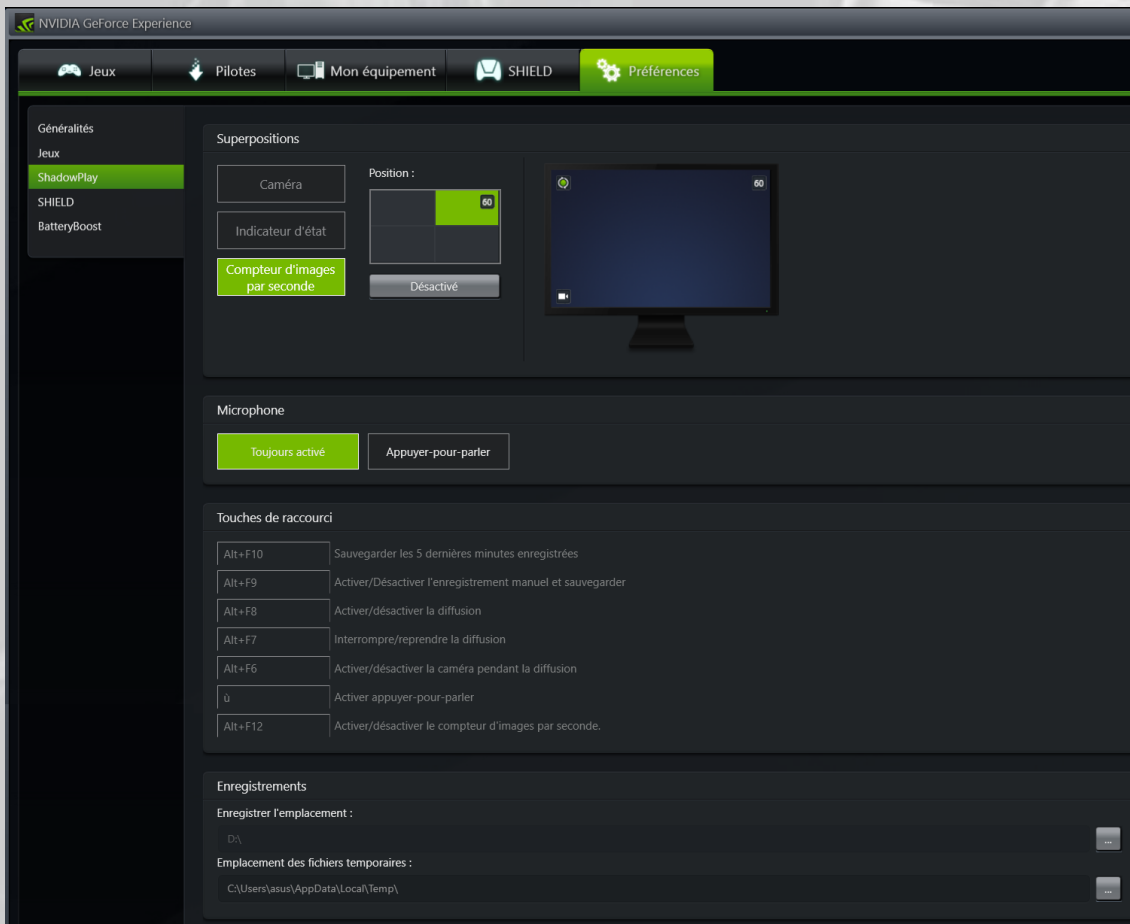 NVIDIA GeForce Experience
Jeux
Pilotes
Mon équipement
SHIELD
Préférences
Généralités
Jeux
ShadowPlay
SHIELD
BatteryBoost
Superpositions
Caméra
Indicateur d'état
Compteur d'images
par seconde
Position :
60
Désactivé
60
Microphone
Toujours activé
Appuyer-pour-parler
Touches de raccourci
Alt+F10 Sauvegarder les 5 dernières minutes enregistrées
Alt+F9 Activer/Désactiver l'enregistrement manuel et sauvegarder
Alt+F8 Activer/désactiver la diffusion
Alt+F7 Interrompre/reprendre la diffusion
Alt+F6 Activer/désactiver la caméra pendant la diffusion
ù Activer appuyer-pour-parler
Alt+F12 Activer/désactiver le compteur d'images par seconde.
Enregistrements
Enregistrer l'emplacement :
D:\
...
Emplacement des fichiers temporaires :
C:\Users\asus\AppData\Local\Temp\
...